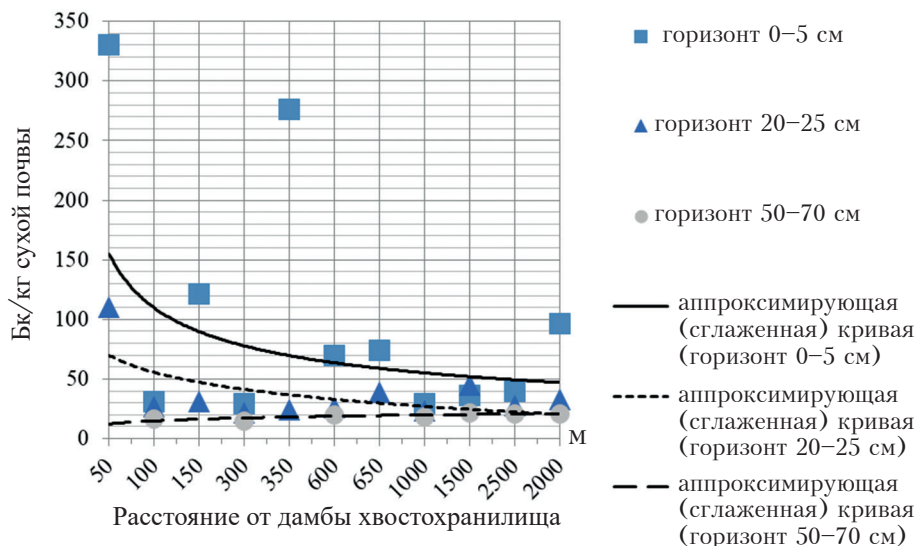 350
300
250
200
150
100
50
0
Бк/кг сухой почвы
50
100
150
300
350
600
650
1000
1500
2500
2000
м
Расстояние от дамбы хвостохранилища
горизонт 0–5 см
горизонт 20–25 см
горизонт 50–70 см
аппроксимирующая
(сглаженная) кривая
(горизонт 0–5 см)
аппроксимирующая
(сглаженная) кривая
(горизонт 20–25 см)
аппроксимирующая
(сглаженная) кривая
(горизонт 50–70 см)